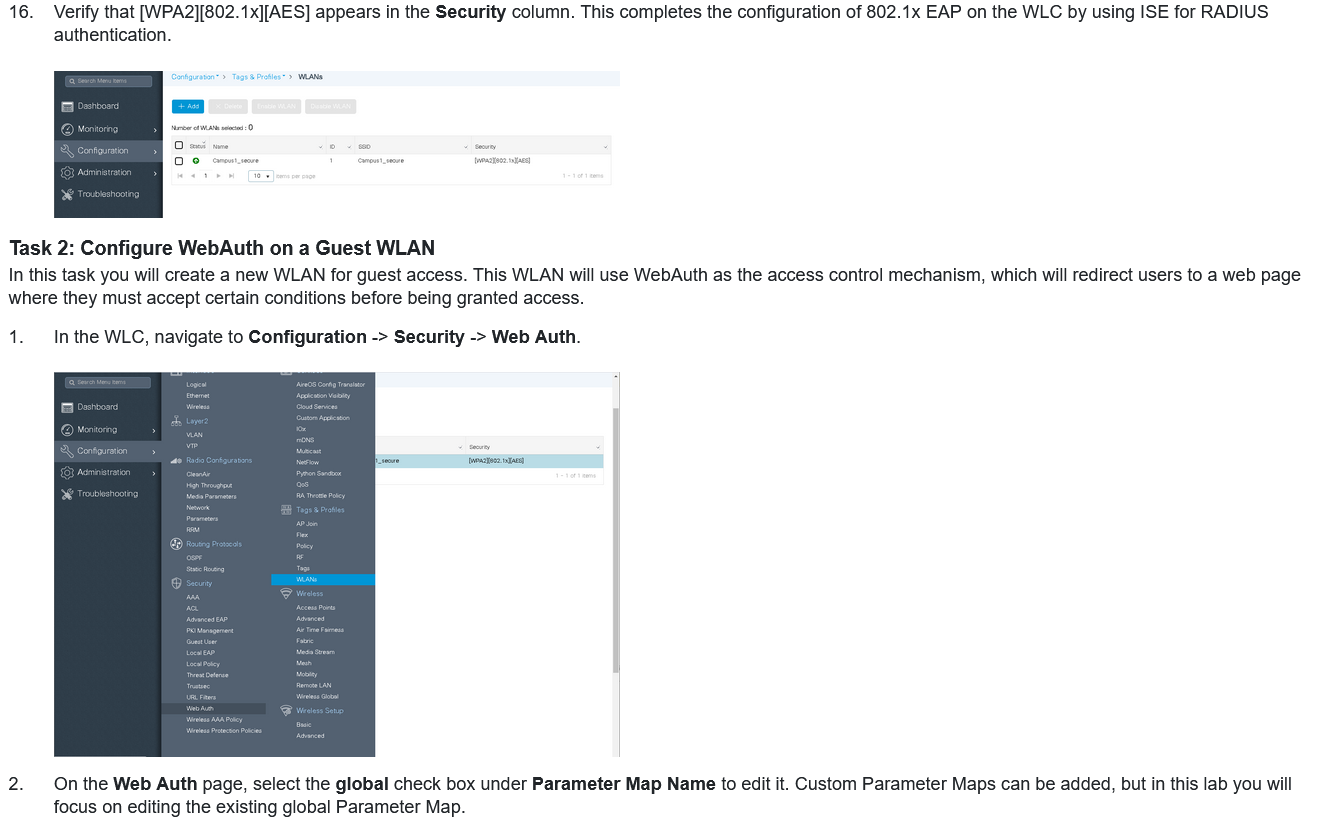 16. Verify that [WPA2][802.1x][AES] appears in the Security column. This completes the configuration of 802.1x EAP on the WLC by using ISE for RADIUS
authentication.
Search Menu Items
Dashboard
Monitoring
Configuration
Administration
Troubleshooting
Configuration > Tags & Profiles > WLANs
+ Add × Delete Enable WLAN Disable WLAN
Number of WLANs selected : 0
Status Name ID SSID Security
Campus1_secure 1 Campus1_secure [WPA2][802.1x][AES]
1 10 items per page 1 - 1 of 1 items
Task 2: Configure WebAuth on a Guest WLAN
In this task you will create a new WLAN for guest access. This WLAN will use WebAuth as the access control mechanism, which will redirect users to a web page
where they must accept certain conditions before being granted access.
1. In the WLC, navigate to Configuration -> Security -> Web Auth.
Search Menu Items
Dashboard
Monitoring
Configuration
Administration
Troubleshooting
Logical
Ethernet
Wireless
Layer2
VLAN
VTP
Radio Configurations
CleanAir
High Throughput
Media Parameters
Network
Parameters
RRM
Routing Protocols
OSPF
Static Routing
Security
AAA
ACL
Advanced EAP
PKI Management
Guest User
Local EAP
Local Policy
Threat Defense
Trustsec
URL Filters
Web Auth
Wireless AAA Policy
Wireless Protection Policies
AireOS Config Translator
Application Visibility
Cloud Services
Custom Application
IOx
mDNS
Multicast
NetFlow
Python Sandbox
QoS
RA Throttle Policy
Tags & Profiles
AP Join
Flex
Policy
RF
Tags
WLANs
Wireless
Access Points
Advanced
Air Time Fairness
Fabric
Media Stream
Mesh
Mobility
Remote LAN
Wireless Global
Wireless Setup
Basic
Advanced
Security
1_secure [WPA2][802.1x][AES]
1 - 1 of 1 items
2. On the Web Auth page, select the global check box under Parameter Map Name to edit it. Custom Parameter Maps can be added, but in this lab you will
focus on editing the existing global Parameter Map.